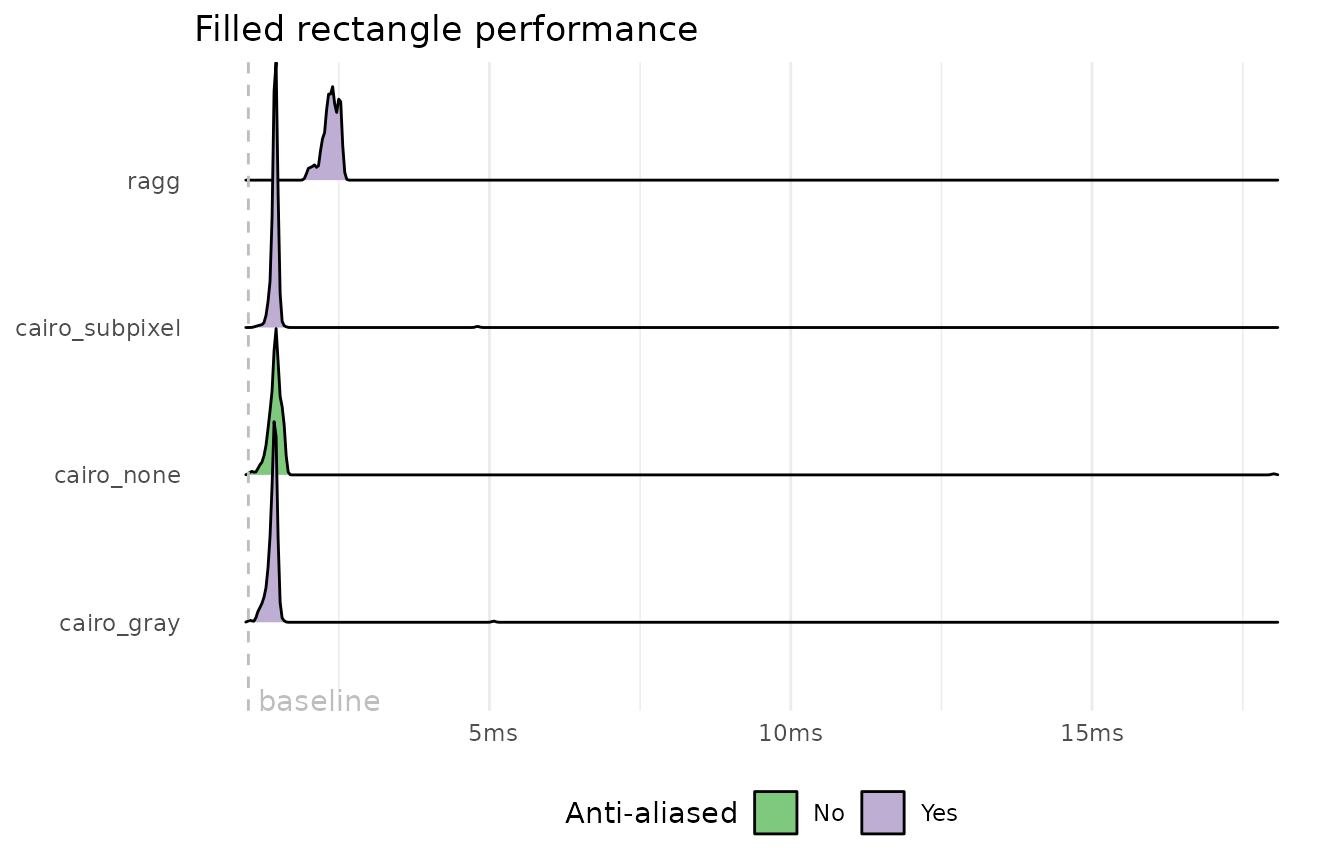 Filled rectangle performance
ragg
cairo_subpixel
cairo_none
cairo_gray
baseline
5ms 10ms 15ms
Anti-aliased No Yes